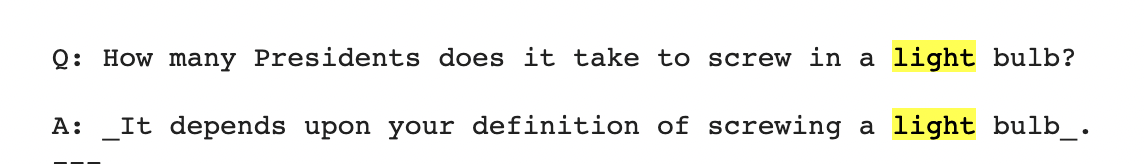 Q: How many Presidents does it take to screw in a light bulb?
A: _It depends upon your definition of screwing a light bulb_.
---